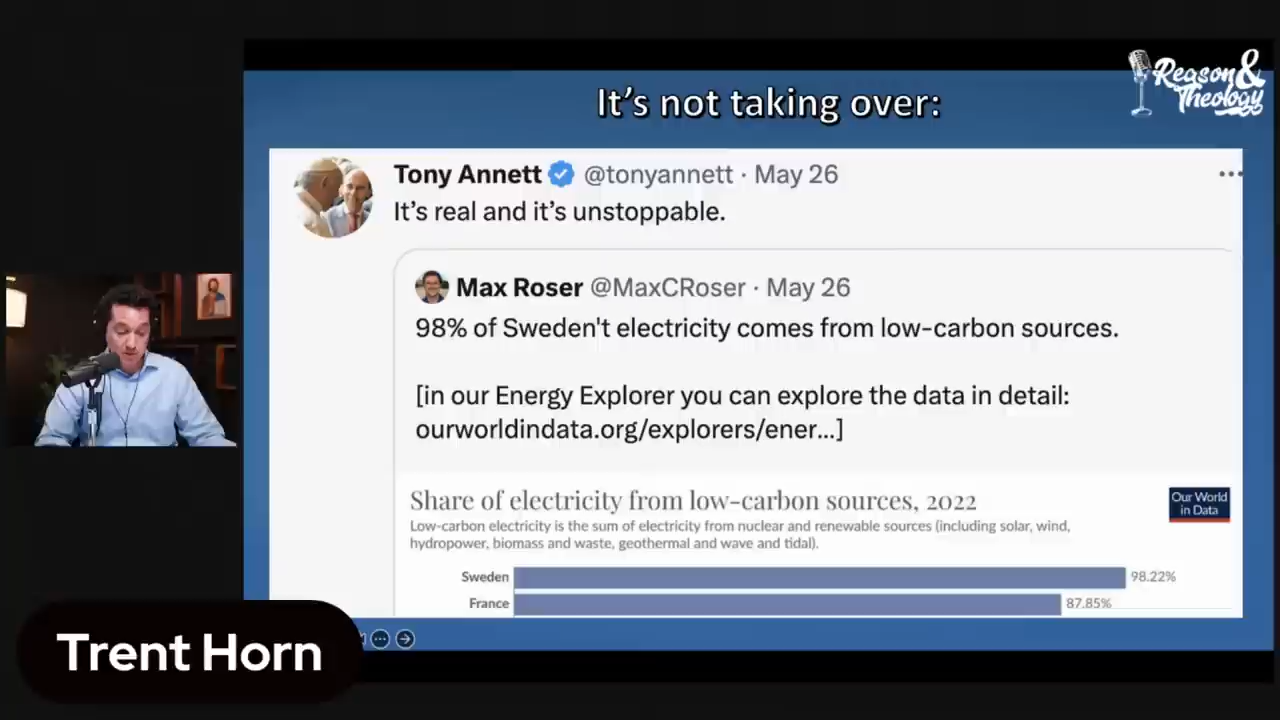 Reason&
Theology
It's not taking over:
Tony Annett @tonyannett · May 26
It's real and it's unstoppable.
Max Roser @MaxCRoser · May 26
98% of Sweden't electricity comes from low-carbon sources.
[in our Energy Explorer you can explore the data in detail:
ourworldindata.org/explorers/ener...]
Share of electricity from low-carbon sources, 2022
Our World
in Data
Low-carbon electricity is the sum of electricity from nuclear and renewable sources (including solar, wind,
hydropower, biomass and waste, geothermal and wave and tidal).
Sweden 98.22%
France 87.85%
Trent Horn